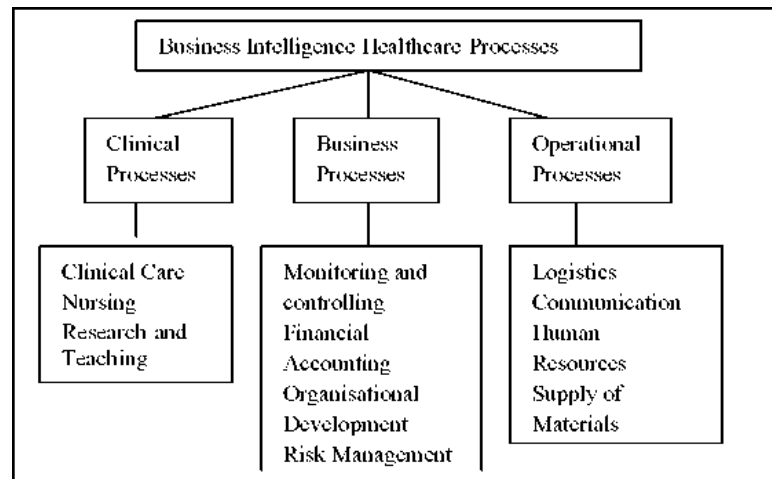 Business Intelligence Healthcare Processes
Clinical
Processes
Business
Processes
Operational
Processes
Clinical Care
Nursing
Research and
Teaching
Monitoring and
controlling
Financial
Accounting
Organisational
Development
Risk Management
Logistics
Communication
Human
Resources
Supply of
Materials